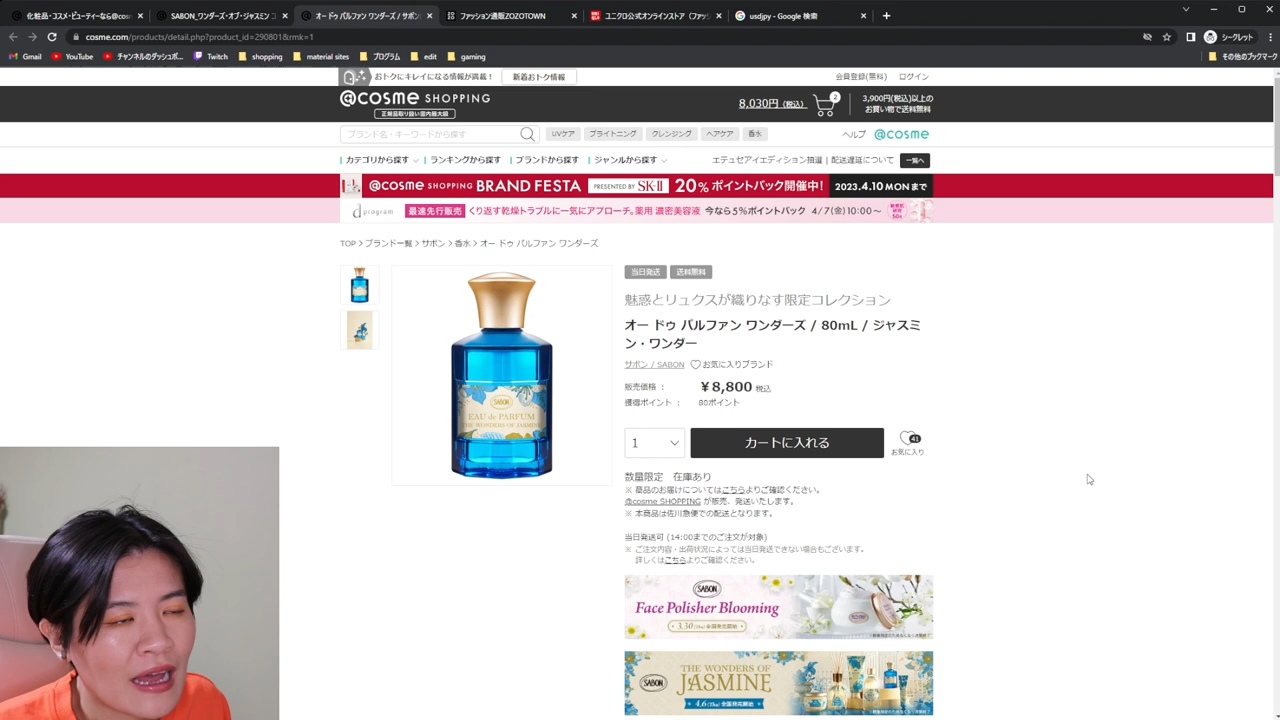 化粧品・コスメ・ビューティーなら@cos
SABON_ワンダーズ・オブ・ジャスミン コ
オー ドゥ パルファン ワンダーズ / サボン
ファッション通販ZOZOTOWN
ユニクロ公式オンラインストア（ファッシ
usdjpy - Google 検索
cosme.com/products/detail.php?product_id=290801&rmk=1
シークレット
Gmail
YouTube
チャンネルのダッシュボ...
Twitch
shopping
material sites
プログラム
edit
gaming
その他のブックマーク
おトクにキレイになる情報が満載！
新着おトク情報
会員登録(無料)
ログイン
@COSME SHOPPING
正規品取り扱い国内最大級
8,030円(税込)
2
3,900円(税込)以上の
お買い物で送料無料
ブランド名・キーワードから探す
UVケア
ブライトニング
クレンジング
ヘアケア
香水
ヘルプ
@cosme
カテゴリから探す
ランキングから探す
ブランドから探す
ジャンルから探す
エデュセアイエディション抽選 | 配送遅延について
一覧へ
@COSME SHOPPING BRAND FESTA PRESENTED BY SK-II 20%ポイントバック開催中! 2023.4.10 MONまで
d program 最速先行販売 くり返す乾燥トラブルに一気にアプローチ。薬用 濃密美容液 今なら5%ポイントバック 4/7(金)10:00～
TOP > ブランド一覧 > サボン > 香水 > オー ドゥ パルファン ワンダーズ
当日発送
送料無料
魅惑とリュクスが織りなす限定コレクション
オー ドゥ パルファン ワンダーズ / 80mL / ジャスミ
ン・ワンダー
サボン / SABON
お気に入りブランド
販売価格 ：
¥8,800 税込
獲得ポイント ：
80ポイント
SABON
EAU de PARFUM
THE WONDERS OF JASMINE
1
カートに入れる
41
お気に入り
数量限定 在庫あり
※ 商品のお届けについてはこちらよりご確認ください。
@cosme SHOPPING が販売、発送いたします。
※ 本商品は佐川急便での配送となります。
当日発送可 (14:00までのご注文が対象)
※ ご注文内容・出荷状況によっては当日発送できない場合もございます。
詳しくはこちらよりご確認ください。
SABON
Face Polisher Blooming
3.30(Thu)全国発売開始
SABON
THE WONDERS OF
JASMINE
4.6(Thu)全国発売開始